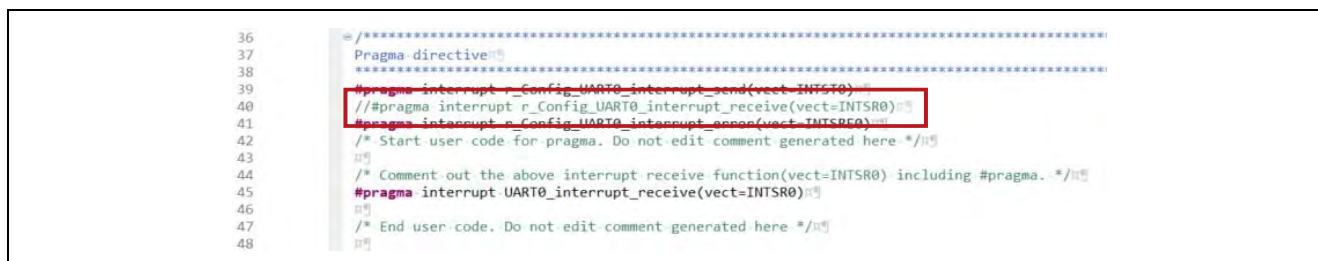 36 /*****************************************************************************************
37 Pragma directive
38 *****************************************************************************************
39 #pragma interrupt r_Config_UART0_interrupt_send(vect=INTST0)
40 //#pragma interrupt r_Config_UART0_interrupt_receive(vect=INTSR0)
41 #pragma interrupt r_Config_UART0_interrupt_error(vect=INTSRE0)
42 /* Start user code for pragma. Do not edit comment generated here */
43
44 /* Comment out the above interrupt receive function(vect=INTSR0) including #pragma. */
45 #pragma interrupt UART0_interrupt_receive(vect=INTSR0)
46
47 /* End user code. Do not edit comment generated here */
48